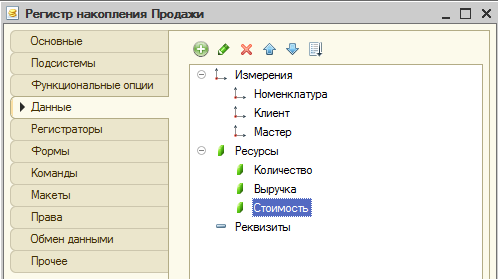 Регистр накопления Продажи
Основные
Подсистемы
Функциональные опции
Данные
Регистраторы
Формы
Команды
Макеты
Права
Обмен данными
Прочее
Измерения
Номенклатура
Клиент
Мастер
Ресурсы
Количество
Выручка
Стоимость
Реквизиты